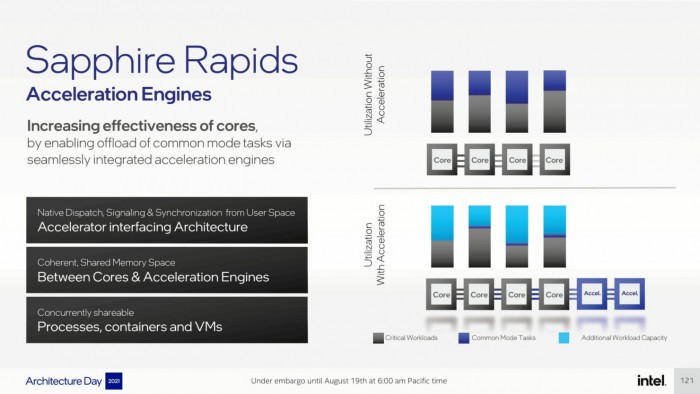 Sapphire Rapids
Acceleration Engines
Increasing effectiveness of cores,
by enabling offload of common mode tasks via
seamlessly integrated acceleration engines
Native Dispatch, Signaling & Synchronization from User Space
Accelerator interfacing Architecture
Coherent, Shared Memory Space
Between Cores & Acceleration Engines
Concurrently shareable
Processes, containers and VMs
Utilization Without
Acceleration
Core Core Core Core
Utilization
With Acceleration
Core Core Core Core Accel. Accel.
Critical Workloads Common Mode Tasks Additional Workload Capacity
Architecture Day 2021 Under embargo until August 19th at 6:00 am Pacific time intel. 121